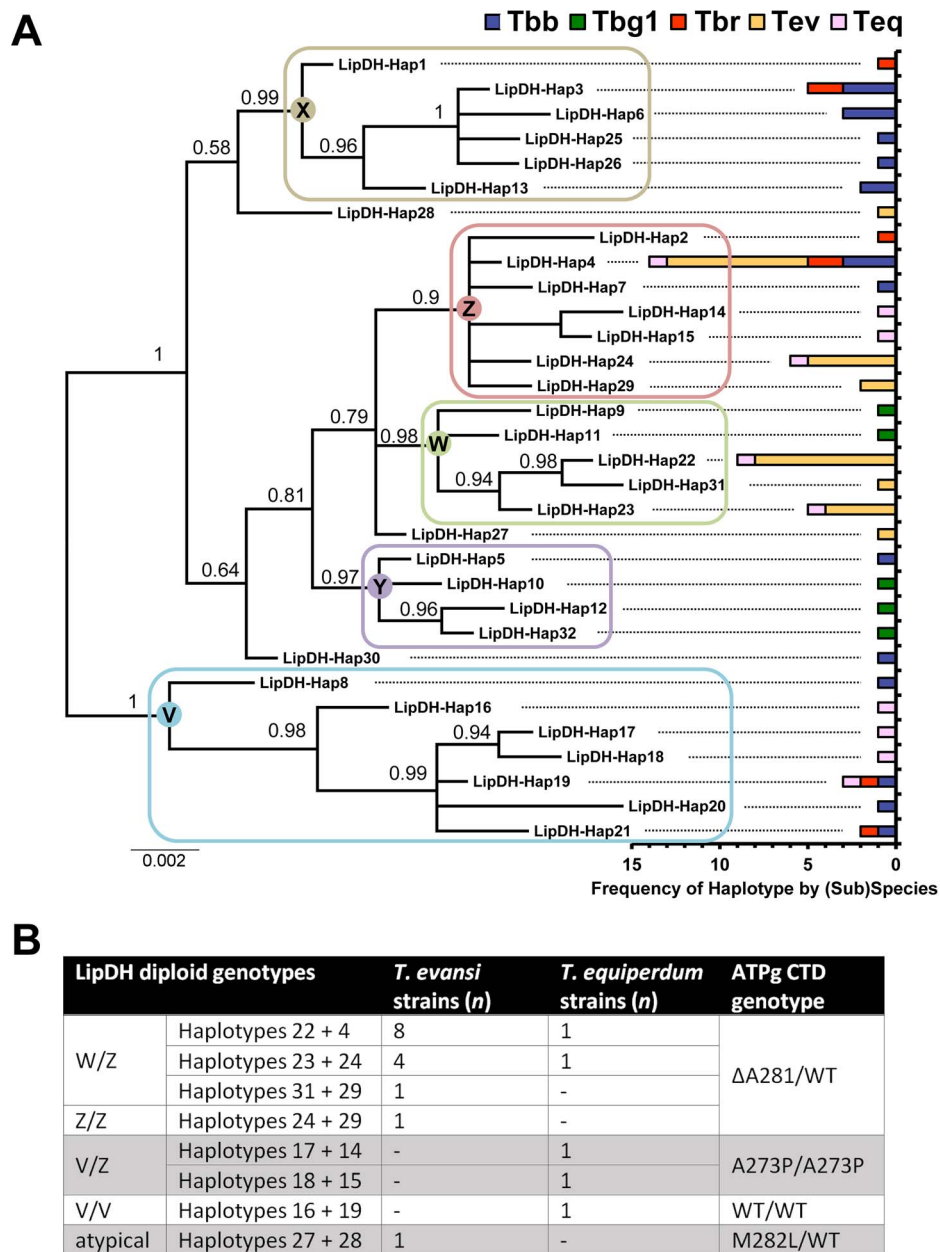 A
Tbb Tbg1 Tbr Tev Teq
LipDH-Hap1
0.99
X
LipDH-Hap3
1
LipDH-Hap6
0.58
0.96
LipDH-Hap25
LipDH-Hap26
LipDH-Hap13
LipDH-Hap28
LipDH-Hap2
LipDH-Hap4
0.9
LipDH-Hap7
Z
LipDH-Hap14
1
LipDH-Hap15
LipDH-Hap24
LipDH-Hap29
0.79
LipDH-Hap9
0.98
W
LipDH-Hap11
0.98
LipDH-Hap22
0.94
LipDH-Hap31
0.81
LipDH-Hap23
LipDH-Hap27
LipDH-Hap5
0.64
0.97
Y
LipDH-Hap10
0.96
LipDH-Hap12
LipDH-Hap32
LipDH-Hap30
LipDH-Hap8
1
V
LipDH-Hap16
0.98
0.94
LipDH-Hap17
LipDH-Hap18
0.99
LipDH-Hap19
LipDH-Hap20
LipDH-Hap21
0.002
15 10 5 0
Frequency of Haplotype by (Sub)Species
B
LipDH diploid genotypes T. evansi strains (n) T. equiperdum strains (n) ATPg CTD genotype
W/Z Haplotypes 22 + 4 8 1 ΔA281/WT
Haplotypes 23 + 24 4 1
Haplotypes 31 + 29 1 -
Z/Z Haplotypes 24 + 29 1 -
V/Z Haplotypes 17 + 14 - 1 A273P/A273P
Haplotypes 18 + 15 - 1
V/V Haplotypes 16 + 19 - 1 WT/WT
atypical Haplotypes 27 + 28 1 - M282L/WT